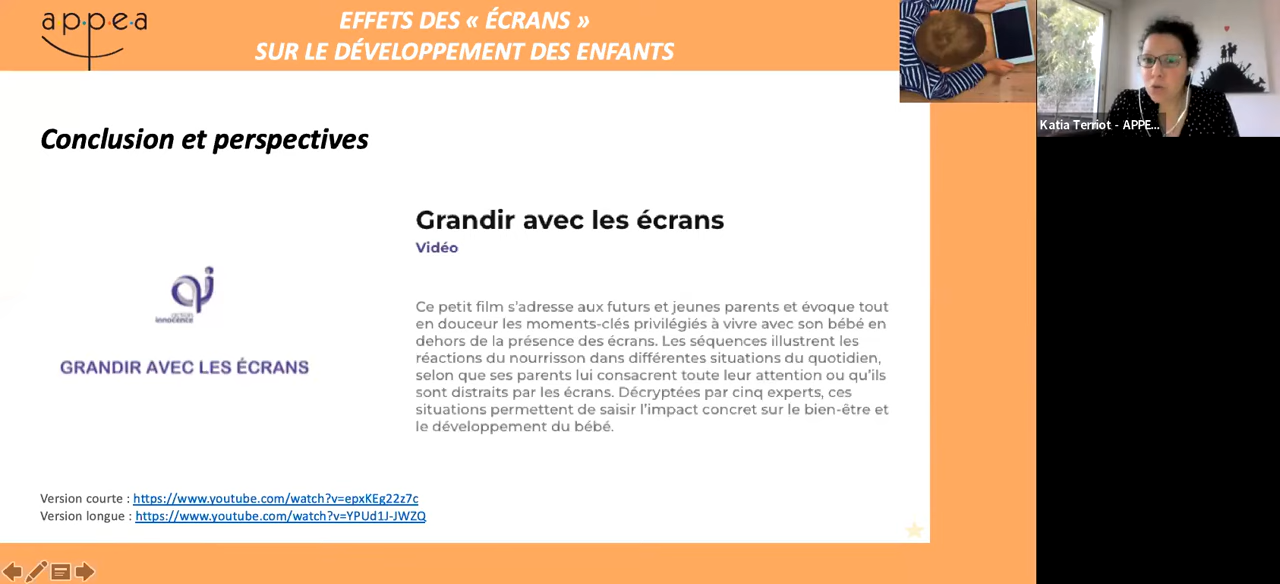 appea
EFFETS DES « ÉCRANS »
SUR LE DÉVELOPPEMENT DES ENFANTS
Katia Terriot - APPE...
Conclusion et perspectives
Grandir avec les écrans
Vidéo
action
innocence
GRANDIR AVEC LES ÉCRANS
Ce petit film s'adresse aux futurs et jeunes parents et évoque tout
en douceur les moments-clés privilégiés à vivre avec son bébé en
dehors de la présence des écrans. Les séquences illustrent les
réactions du nourrisson dans différentes situations du quotidien,
selon que ses parents lui consacrent toute leur attention ou qu'ils
sont distraits par les écrans. Décryptées par cinq experts, ces
situations permettent de saisir l'impact concret sur le bien-être et
le développement du bébé.
Version courte : https://www.youtube.com/watch?v=epxKEg22z7c
Version longue : https://www.youtube.com/watch?v=YPUd1J-JWZQ